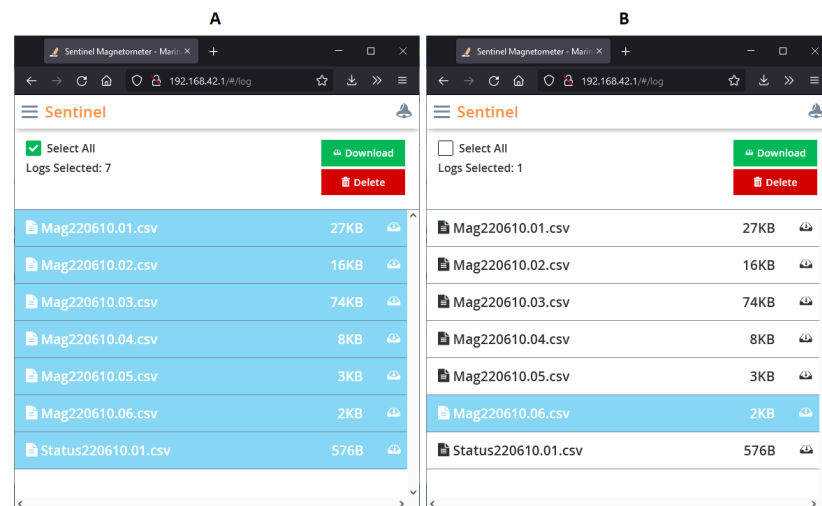 A
Sentinel Magnetometer - Marin
192.168.42.1/#/log
Sentinel
Select All
Download
Logs Selected: 7
Delete
Mag220610.01.csv 27KB
Mag220610.02.csv 16KB
Mag220610.03.csv 74KB
Mag220610.04.csv 8KB
Mag220610.05.csv 3KB
Mag220610.06.csv 2KB
Status220610.01.csv 576B
B
Sentinel Magnetometer - Marin
192.168.42.1/#/log
Sentinel
Select All
Download
Logs Selected: 1
Delete
Mag220610.01.csv 27KB
Mag220610.02.csv 16KB
Mag220610.03.csv 74KB
Mag220610.04.csv 8KB
Mag220610.05.csv 3KB
Mag220610.06.csv 2KB
Status220610.01.csv 576B